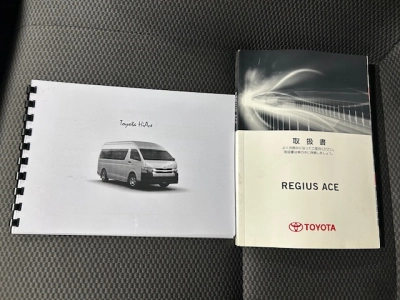 Toyota HiAce
取扱書
REGIUS ACE
TOYOTA